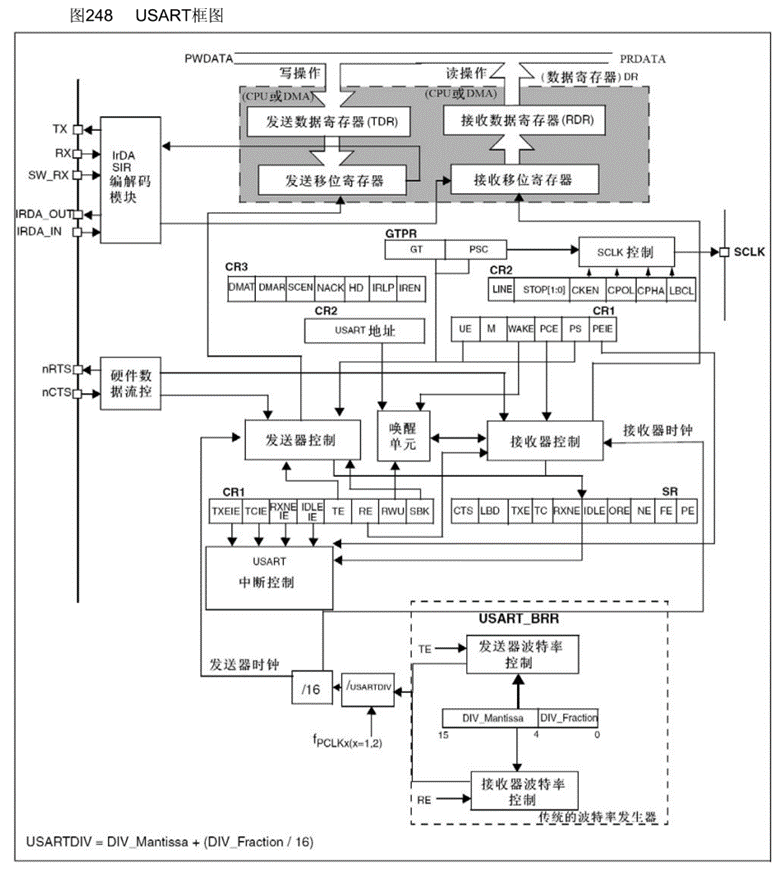 图248 USART框图
PWDATA
PRDATA
写操作
读操作
(数据寄存器) DR
(CPU或DMA)
(CPU或DMA)
发送数据寄存器(TDR)
接收数据寄存器(RDR)
发送移位寄存器
接收移位寄存器
TX
RX
SW_RX
IRDA_OUT
IRDA_IN
IrDA
SIR
编解码
模块
GTPR
GT PSC
SCLK 控制
SCLK
CR3
DMAT DMAR SCEN NACK HD IRLP IREN
CR2
LINE STOP[1:0] CKEN CPOL CPHA LBCL
CR2
USART 地址
CR1
UE M WAKE PCE PS PEIE
nRTS
nCTS
硬件数
据流控
发送器控制
唤醒
单元
接收器控制
接收器时钟
CR1
TXEIE TCIE RXNE IE IDLE IE TE RE RWU SBK
SR
CTS LBD TXE TC RXNE IDLE ORE NE FE PE
USART
中断控制
USART_BRR
发送器时钟
TE
发送器波特率
控制
/16
/USARTDIV
DIV_Mantissa DIV_Fraction
15 4 0
fPCLKx(x=1,2)
接收器波特率
控制
RE
传统的波特率发生器
USARTDIV = DIV_Mantissa + (DIV_Fraction / 16)